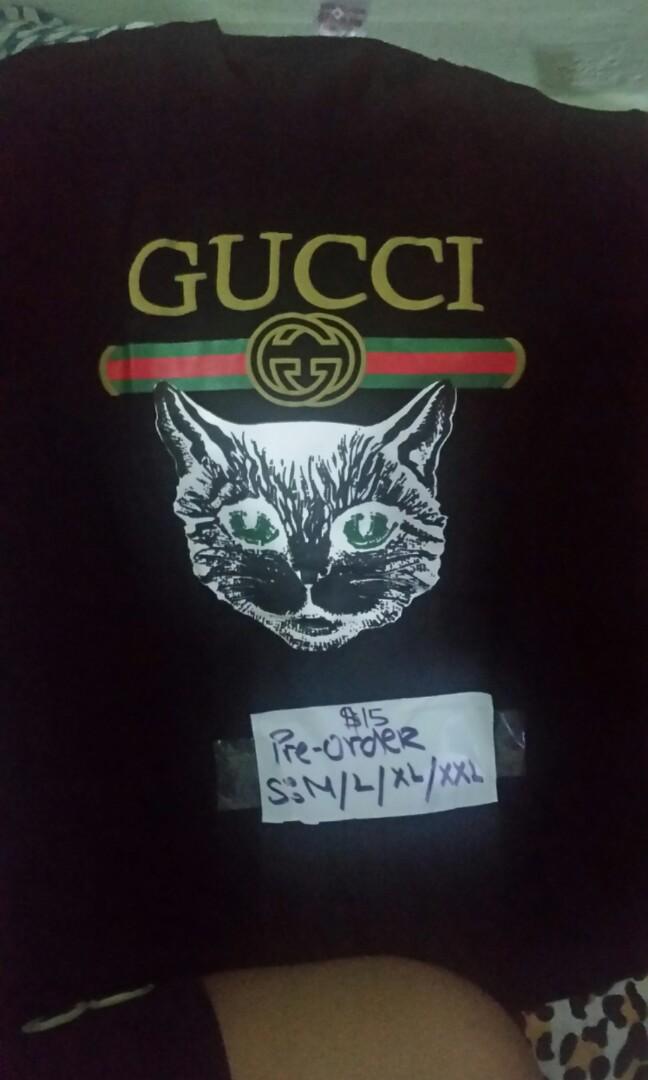 GUCCI
$15
Pre-order
S:M/L/XL/XXL